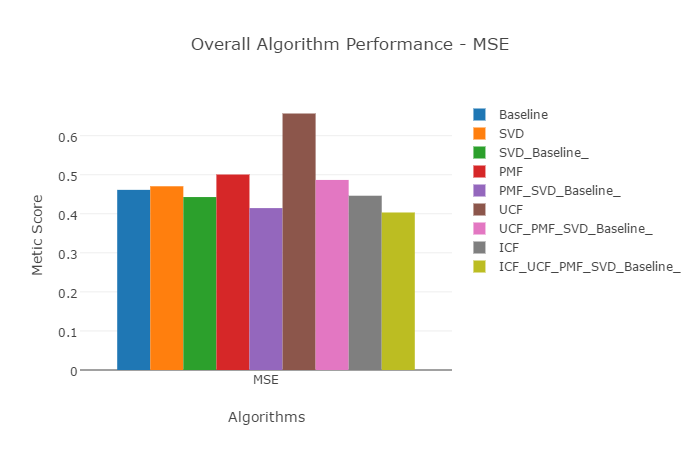 Overall Algorithm Performance - MSE
Metic Score
0.6
0.5
0.4
0.3
0.2
0.1
0
MSE
Algorithms
Baseline
SVD
SVD_Baseline_
PMF
PMF_SVD_Baseline_
UCF
UCF_PMF_SVD_Baseline_
ICF
ICF_UCF_PMF_SVD_Baseline_